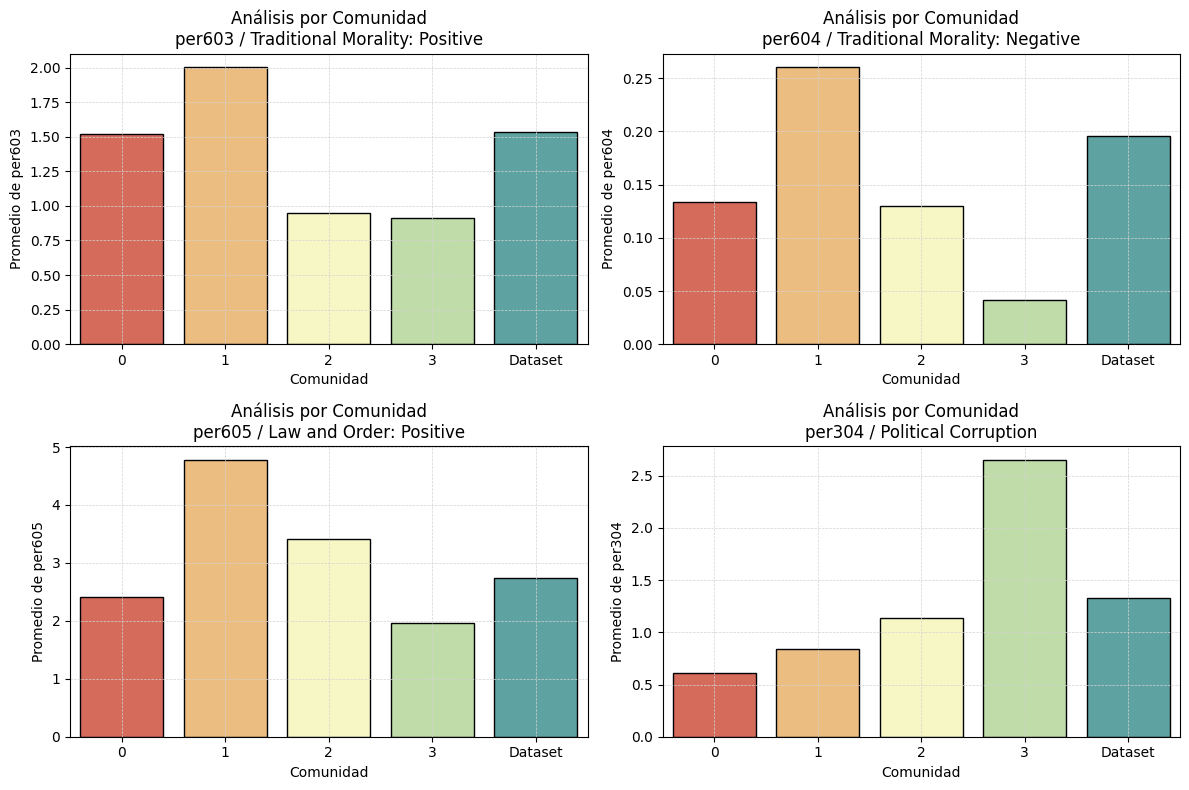 Análisis por Comunidad
per603 / Traditional Morality: Positive
2.00
1.75
1.50
1.25
1.00
0.75
0.50
0.25
0.00
Promedio de per603
0 1 2 3 Dataset
Comunidad
Análisis por Comunidad
per604 / Traditional Morality: Negative
0.25
0.20
0.15
0.10
0.05
0.00
Promedio de per604
0 1 2 3 Dataset
Comunidad
Análisis por Comunidad
per605 / Law and Order: Positive
5
4
3
2
1
0
Promedio de per605
0 1 2 3 Dataset
Comunidad
Análisis por Comunidad
per304 / Political Corruption
2.5
2.0
1.5
1.0
0.5
0.0
Promedio de per304
0 1 2 3 Dataset
Comunidad